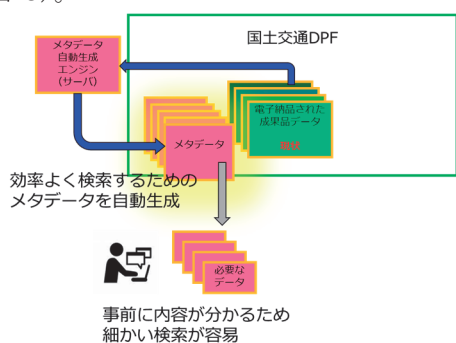 国土交通DPF
メタデータ
自動生成
エンジン
(サーバ)
電子納品された
成果品データ
メタデータ
効率よく検索するための
メタデータを自動生成
必要な
データ
事前に内容が分かるため
細かい検索が容易